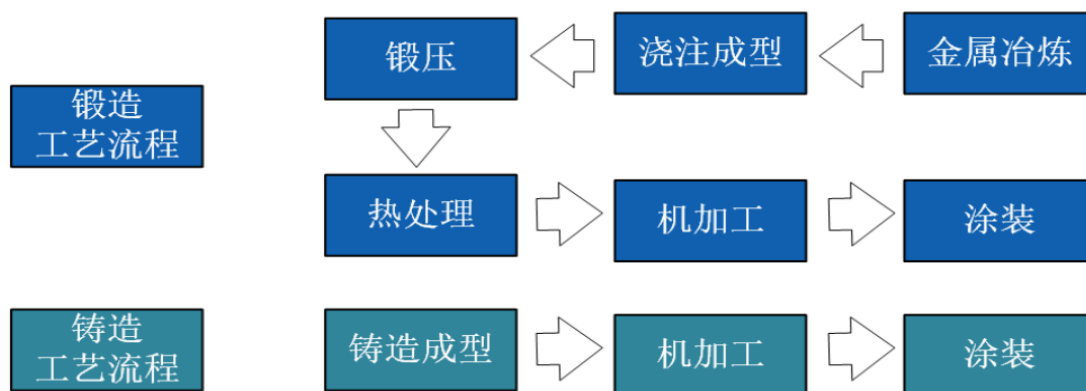 锻造
工艺流程
锻压
浇注成型
金属冶炼
热处理
机加工
涂装
铸造
工艺流程
铸造成型
机加工
涂装